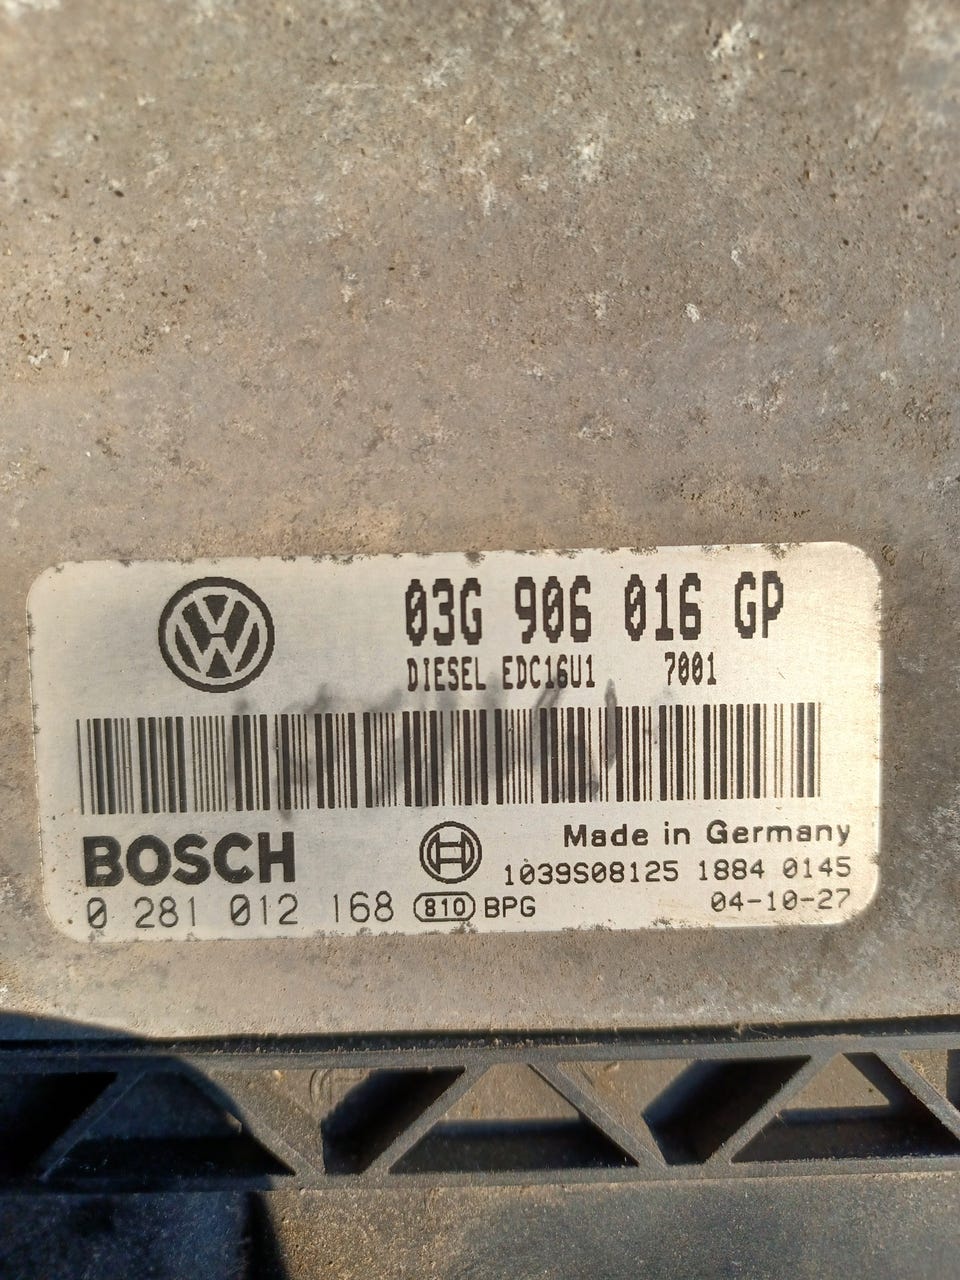 03G 906 016 GP
DIESEL EDC16U1 7001
BOSCH
Made in Germany
1039S08125 1884 0145
0 281 012 168 810 BPG
04-10-27